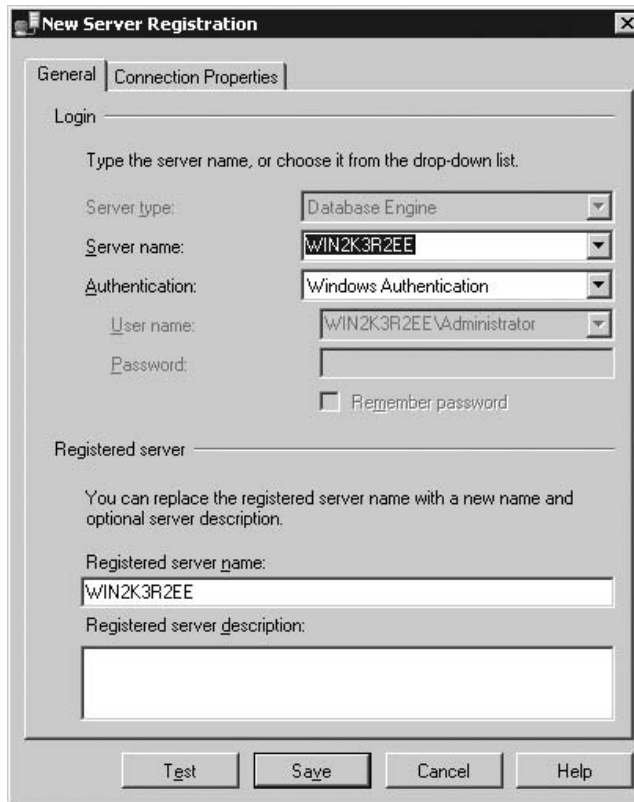 New Server Registration
General Connection Properties
Login
Type the server name, or choose it from the drop-down list.
Server type: Database Engine
Server name: WIN2K3R2EE
Authentication: Windows Authentication
User name: WIN2K3R2EE\Administrator
Password:
Remember password
Registered server
You can replace the registered server name with a new name and
optional server description.
Registered server name:
WIN2K3R2EE
Registered server description:
Test Save Cancel Help